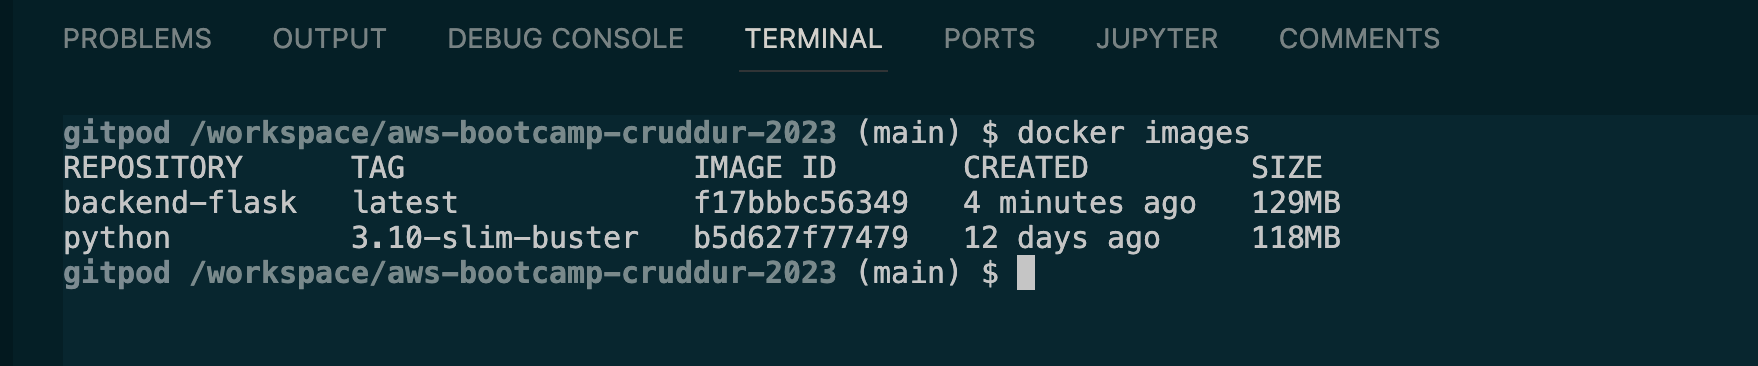 PROBLEMS OUTPUT DEBUG CONSOLE TERMINAL PORTS JUPYTER COMMENTS
gitpod /workspace/aws-bootcamp-cruddur-2023 (main) $ docker images
REPOSITORY TAG IMAGE ID CREATED SIZE
backend-flask latest f17bbbc56349 4 minutes ago 129MB
python 3.10-slim-buster b5d627f77479 12 days ago 118MB
gitpod /workspace/aws-bootcamp-cruddur-2023 (main) $